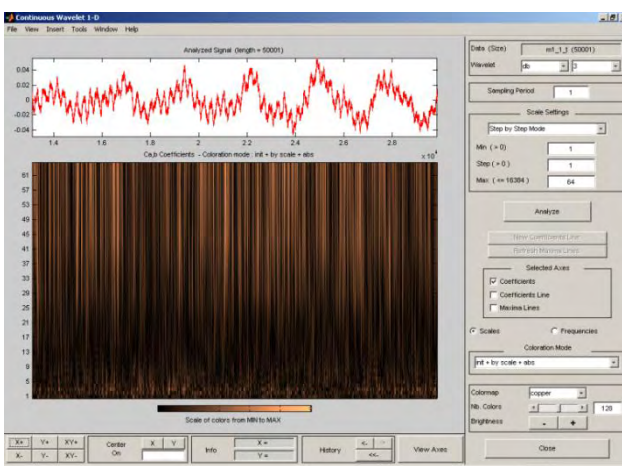 Continuous Wavelet 1-D
File View Insert Tools Window Help
Analyzed Signal (length = 50001)
0.04
0.02
0
-0.02
-0.04
1.4 1.6 1.8 2 2.2 2.4 2.6 2.8
x 10^4
Ca,b Coefficients - Coloration mode : init + by scale + abs
61
57
53
49
45
41
37
33
29
25
21
17
13
9
5
1
Scale of colors from MIN to MAX
X+ Y+ XY+
X- Y- XY-
Center
On
X Y
Info
X =
Y =
History
<-
<<-
View Axes
Data (Size) m1_1_t (50001)
Wavelet db 3
Sampling Period 1
Scale Settings
Step by Step Mode
Min ( > 0) 1
Step ( > 0 ) 1
Max ( <= 16384 ) 64
Analyze
New Coefficients Line
Refresh Maxima Lines
Selected Axes
Coefficients
Coefficients Line
Maxima Lines
Scales Frequencies
Coloration Mode
init + by scale + abs
Colormap copper
Nb. Colors 128
Brightness - +
Close